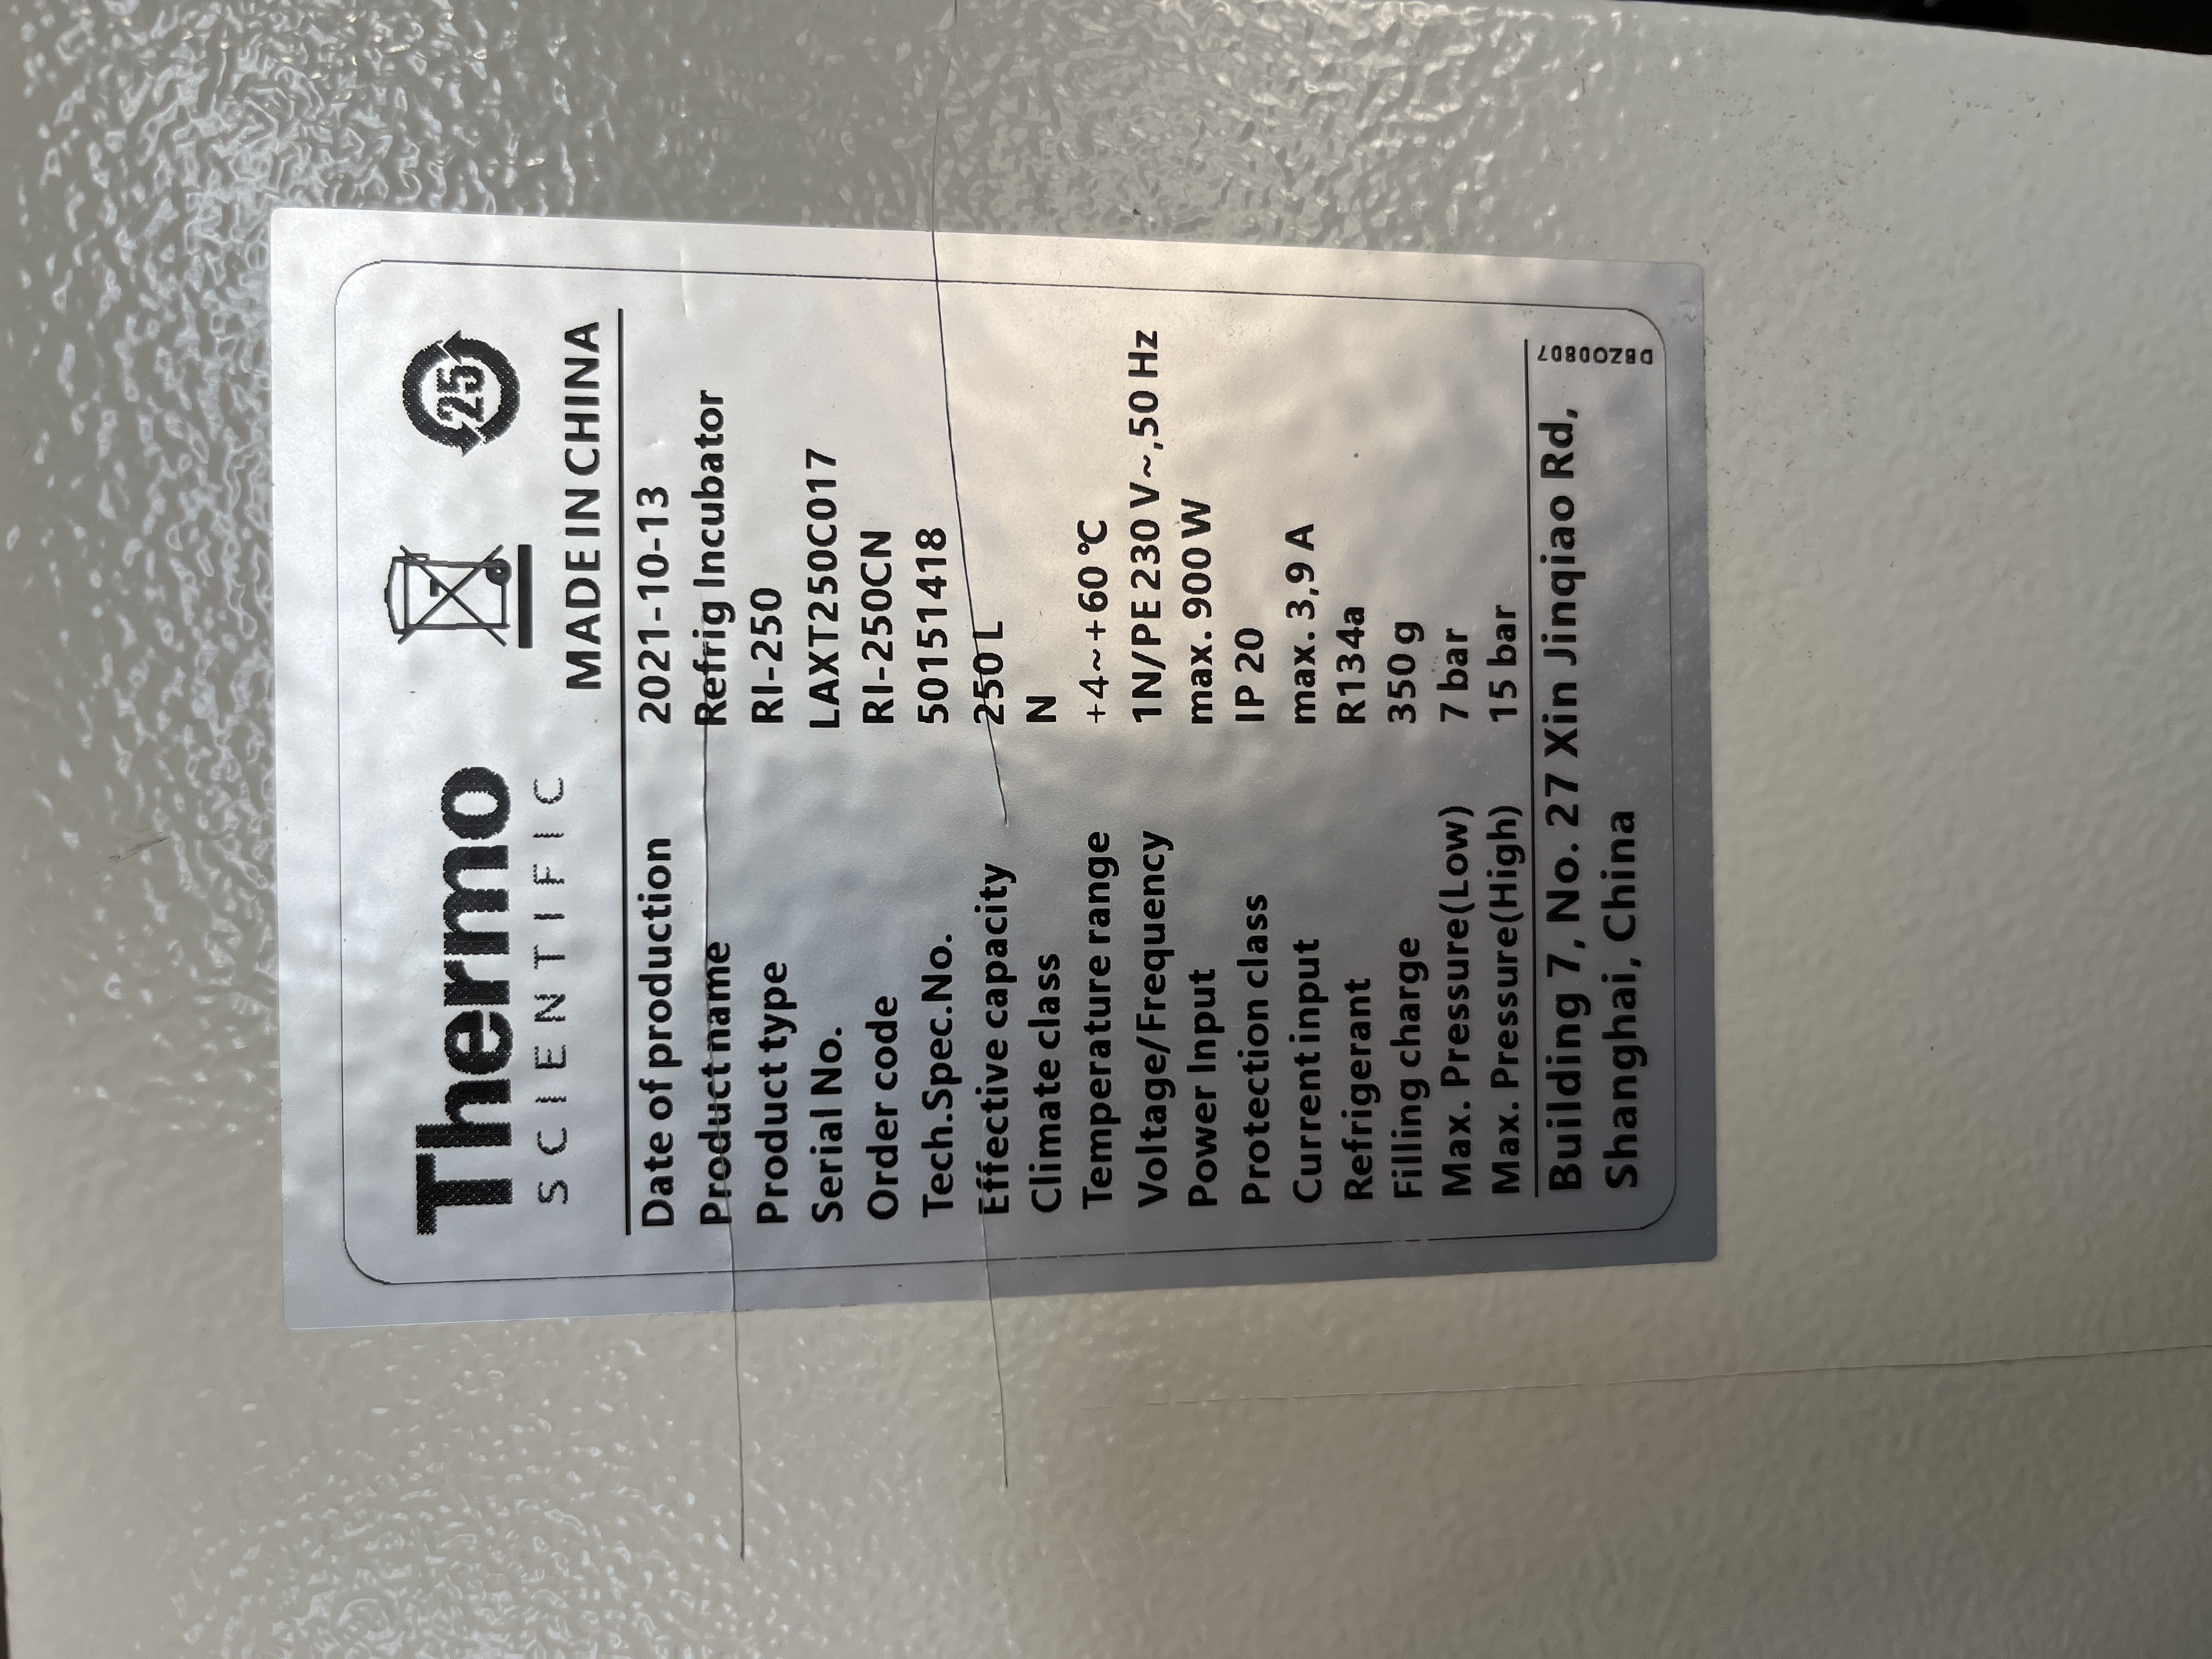 Thermo
SCIENTIFIC
25
MADE IN CHINA
Date of production 2021-10-13
Product name Refrig Incubator
Product type RI-250
Serial No. LAXT250C017
Order code RI-250CN
Tech.Spec.No. 50151418
Effective capacity 250 L
Climate class N
Temperature range +4~+60 ℃
Voltage/Frequency 1N/PE 230 V~,50 Hz
Power Input max. 900 W
Protection class IP 20
Current input max. 3,9 A
Refrigerant R134a
Filling charge 350 g
Max. Pressure(Low) 7 bar
Max. Pressure(High) 15 bar
Building 7, No. 27 Xin Jinqiao Rd,
Shanghai, China
DBZ00807